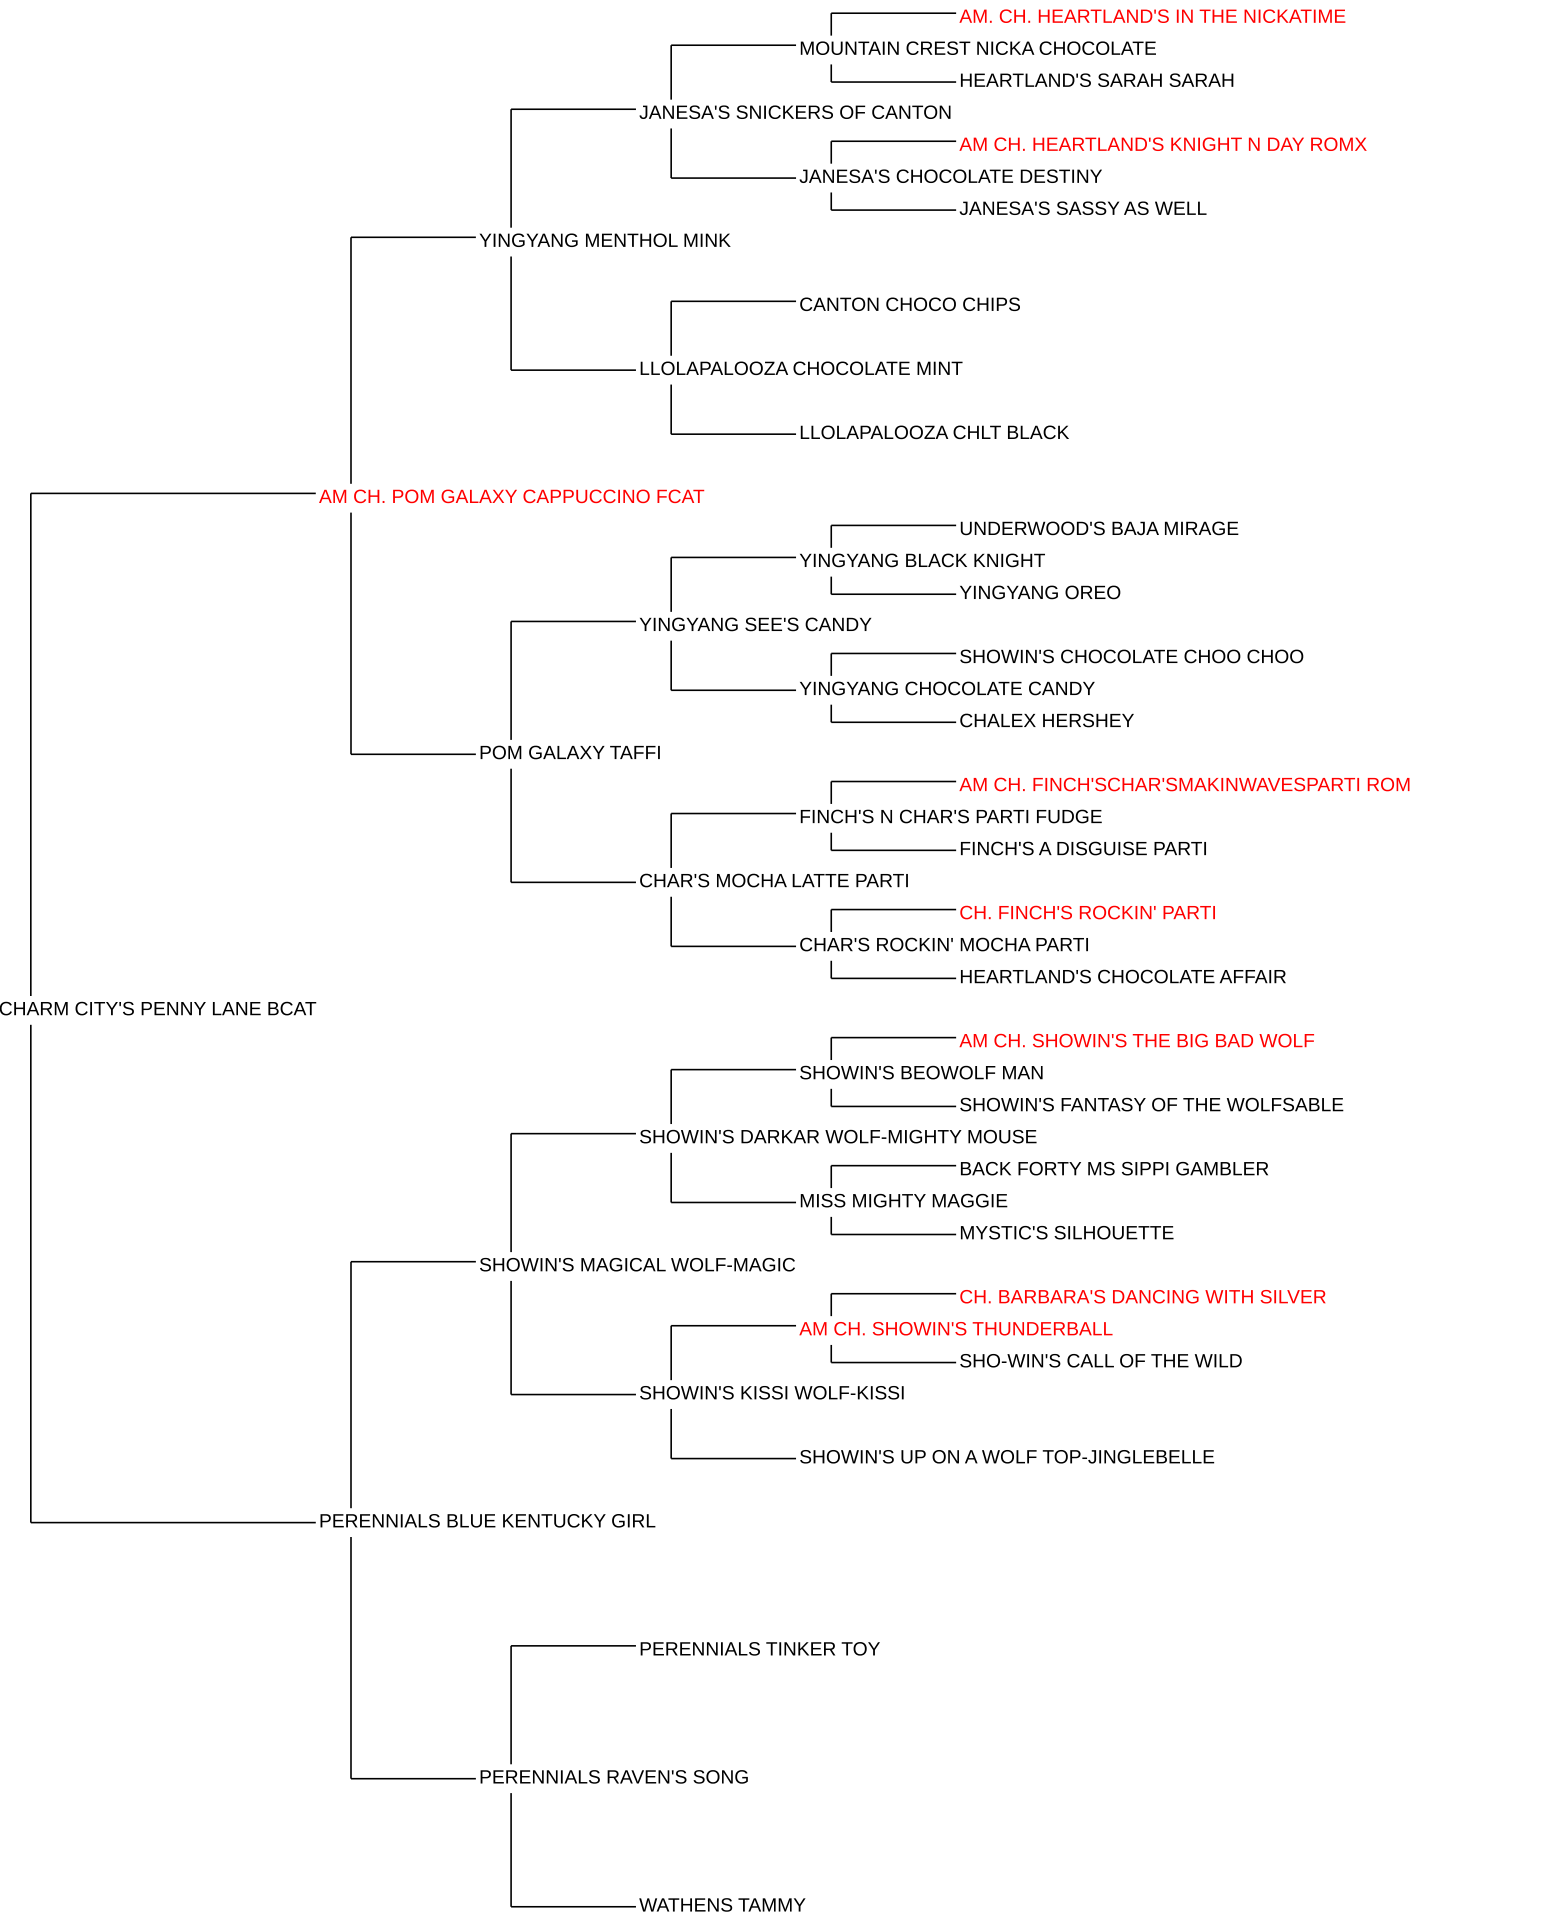 AM. CH. HEARTLAND'S IN THE NICKATIME
MOUNTAIN CREST NICKA CHOCOLATE
HEARTLAND'S SARAH SARAH
JANESA'S SNICKERS OF CANTON
AM CH. HEARTLAND'S KNIGHT N DAY ROMX
JANESA'S CHOCOLATE DESTINY
JANESA'S SASSY AS WELL
YINGYANG MENTHOL MINK
CANTON CHOCO CHIPS
LLOLAPALOOZA CHOCOLATE MINT
LLOLAPALOOZA CHLT BLACK
AM CH. POM GALAXY CAPPUCCINO FCAT
UNDERWOOD'S BAJA MIRAGE
YINGYANG BLACK KNIGHT
YINGYANG OREO
YINGYANG SEE'S CANDY
SHOWIN'S CHOCOLATE CHOO CHOO
YINGYANG CHOCOLATE CANDY
CHALEX HERSHEY
POM GALAXY TAFFI
AM CH. FINCH'SCHAR'SMAKINWAVESPARTI ROM
FINCH'S N CHAR'S PARTI FUDGE
FINCH'S A DISGUISE PARTI
CHAR'S MOCHA LATTE PARTI
CH. FINCH'S ROCKIN' PARTI
CHAR'S ROCKIN' MOCHA PARTI
HEARTLAND'S CHOCOLATE AFFAIR
CHARM CITY'S PENNY LANE BCAT
AM CH. SHOWIN'S THE BIG BAD WOLF
SHOWIN'S BEOWOLF MAN
SHOWIN'S FANTASY OF THE WOLFSABLE
SHOWIN'S DARKAR WOLF-MIGHTY MOUSE
BACK FORTY MS SIPPI GAMBLER
MISS MIGHTY MAGGIE
MYSTIC'S SILHOUETTE
SHOWIN'S MAGICAL WOLF-MAGIC
CH. BARBARA'S DANCING WITH SILVER
AM CH. SHOWIN'S THUNDERBALL
SHO-WIN'S CALL OF THE WILD
SHOWIN'S KISSI WOLF-KISSI
SHOWIN'S UP ON A WOLF TOP-JINGLEBELLE
PERENNIALS BLUE KENTUCKY GIRL
PERENNIALS TINKER TOY
PERENNIALS RAVEN'S SONG
WATHENS TAMMY